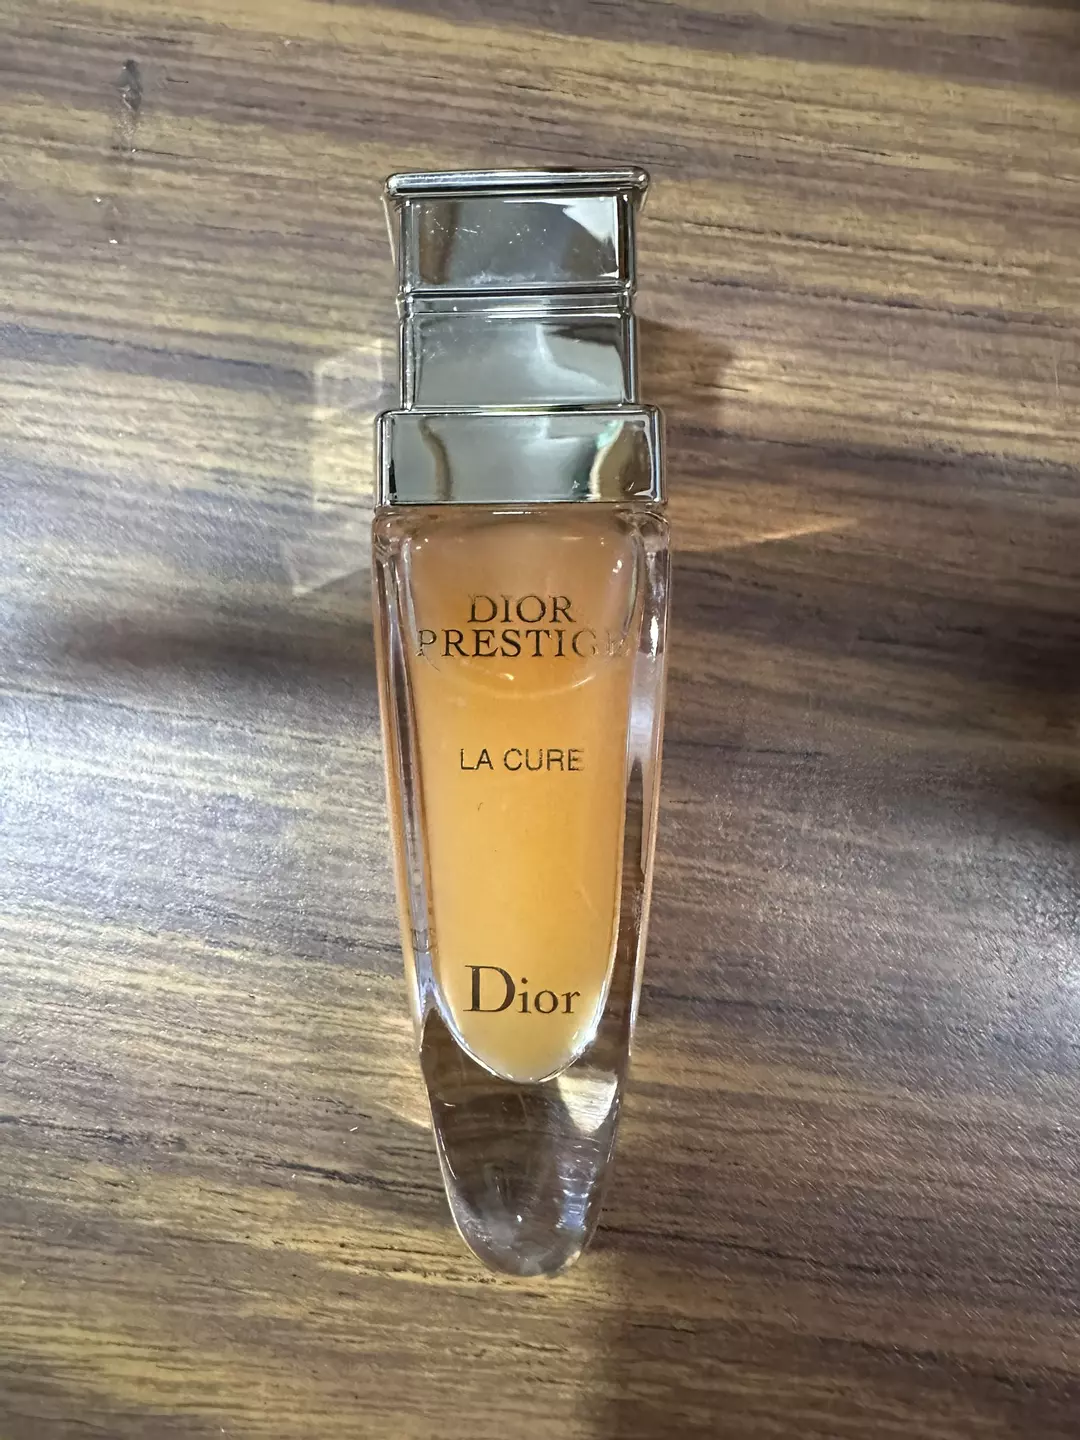 DIOR
PRESTIGE
LA CURE
Dior